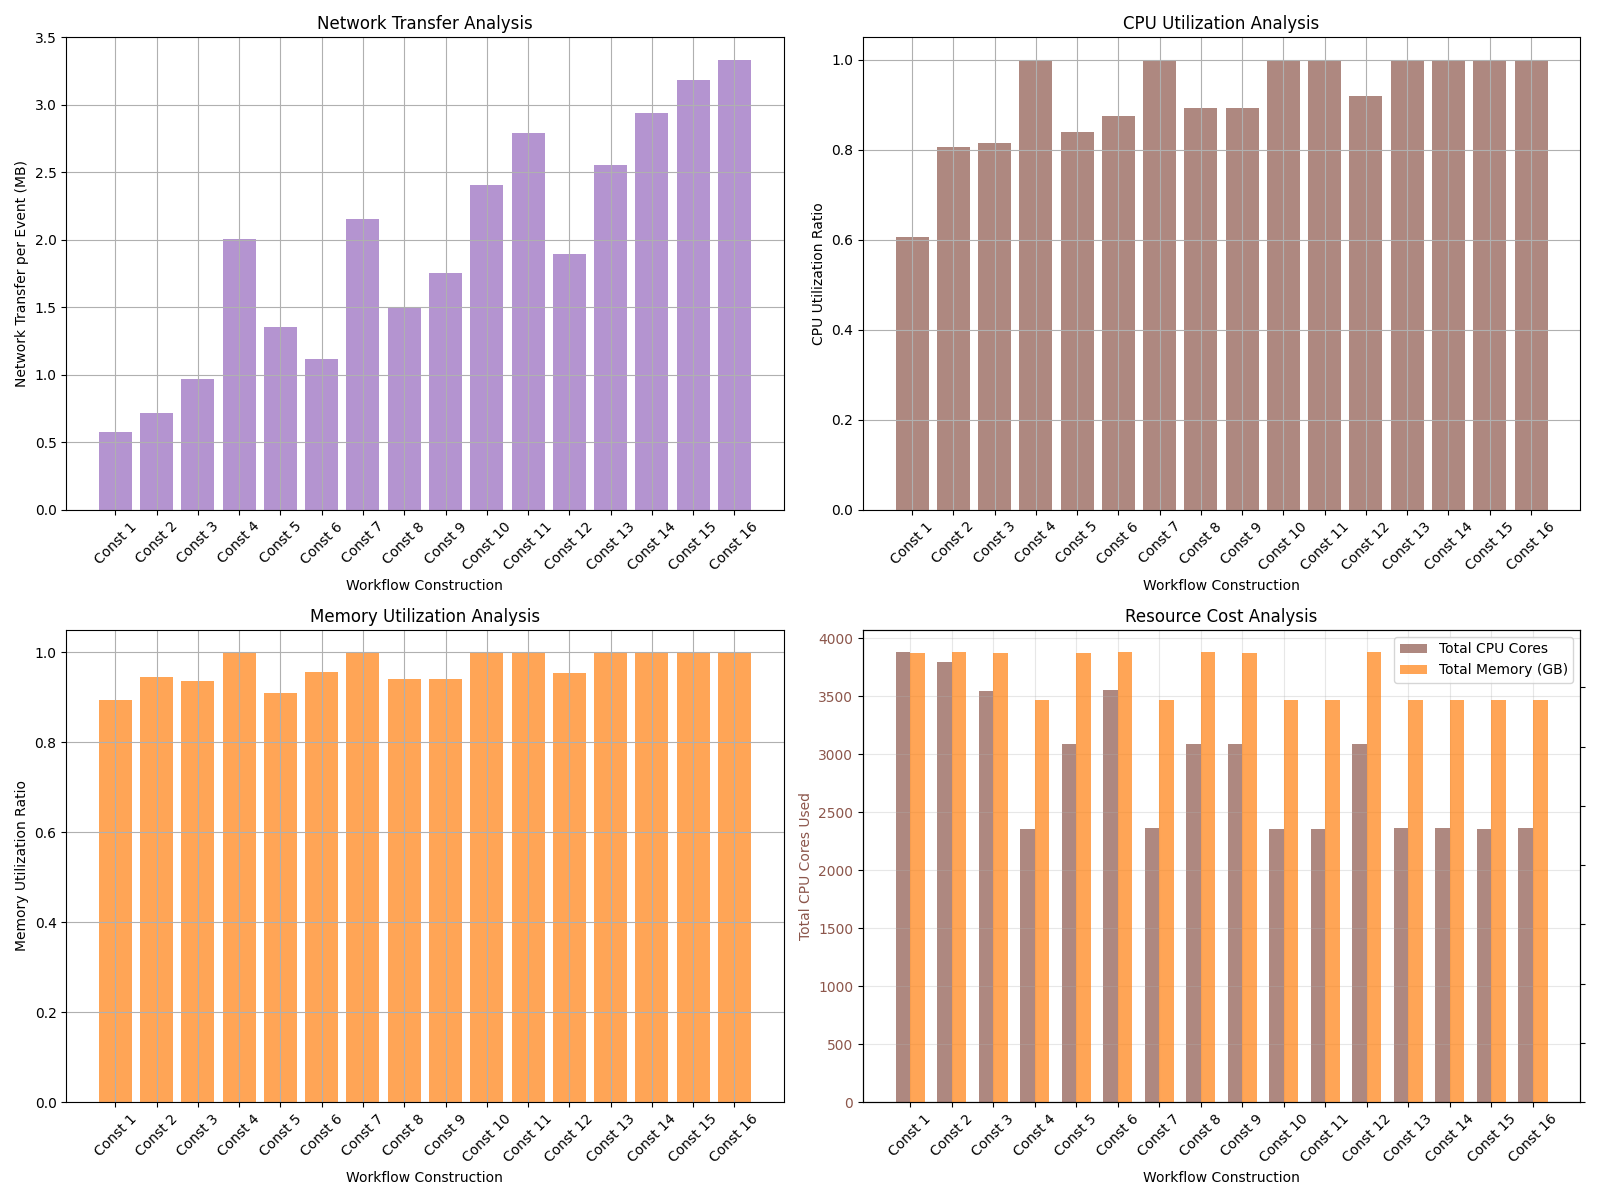 Network Transfer Analysis
Network Transfer per Event (MB)
3.5
3.0
2.5
2.0
1.5
1.0
0.5
0.0
Const 1 Const 2 Const 3 Const 4 Const 5 Const 6 Const 7 Const 8 Const 9 Const 10 Const 11 Const 12 Const 13 Const 14 Const 15 Const 16
Workflow Construction
CPU Utilization Analysis
CPU Utilization Ratio
1.0
0.8
0.6
0.4
0.2
0.0
Const 1 Const 2 Const 3 Const 4 Const 5 Const 6 Const 7 Const 8 Const 9 Const 10 Const 11 Const 12 Const 13 Const 14 Const 15 Const 16
Workflow Construction
Memory Utilization Analysis
Memory Utilization Ratio
1.0
0.8
0.6
0.4
0.2
0.0
Const 1 Const 2 Const 3 Const 4 Const 5 Const 6 Const 7 Const 8 Const 9 Const 10 Const 11 Const 12 Const 13 Const 14 Const 15 Const 16
Workflow Construction
Resource Cost Analysis
Total CPU Cores Used
4000
3500
3000
2500
2000
1500
1000
500
0
Total CPU Cores
Total Memory (GB)
Const 1 Const 2 Const 3 Const 4 Const 5 Const 6 Const 7 Const 8 Const 9 Const 10 Const 11 Const 12 Const 13 Const 14 Const 15 Const 16
Workflow Construction